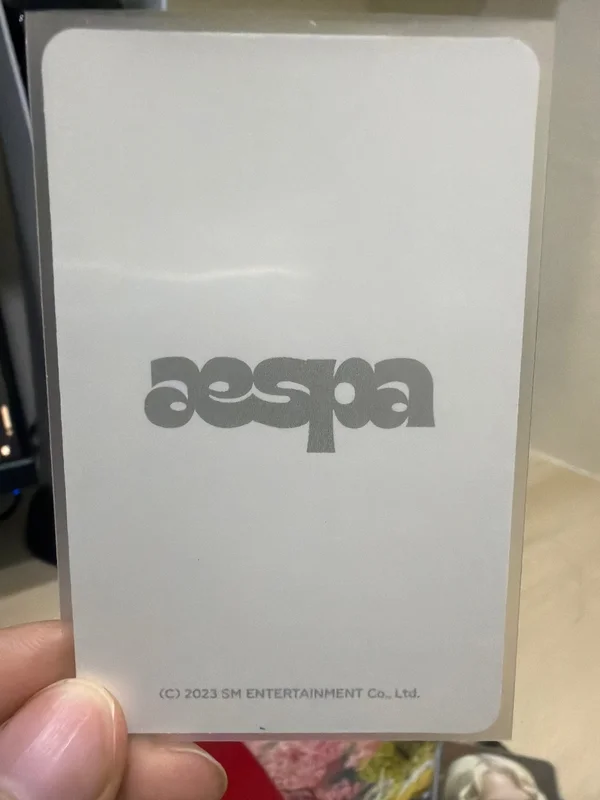 aespa
(C) 2023 SM ENTERTAINMENT Co., Ltd.